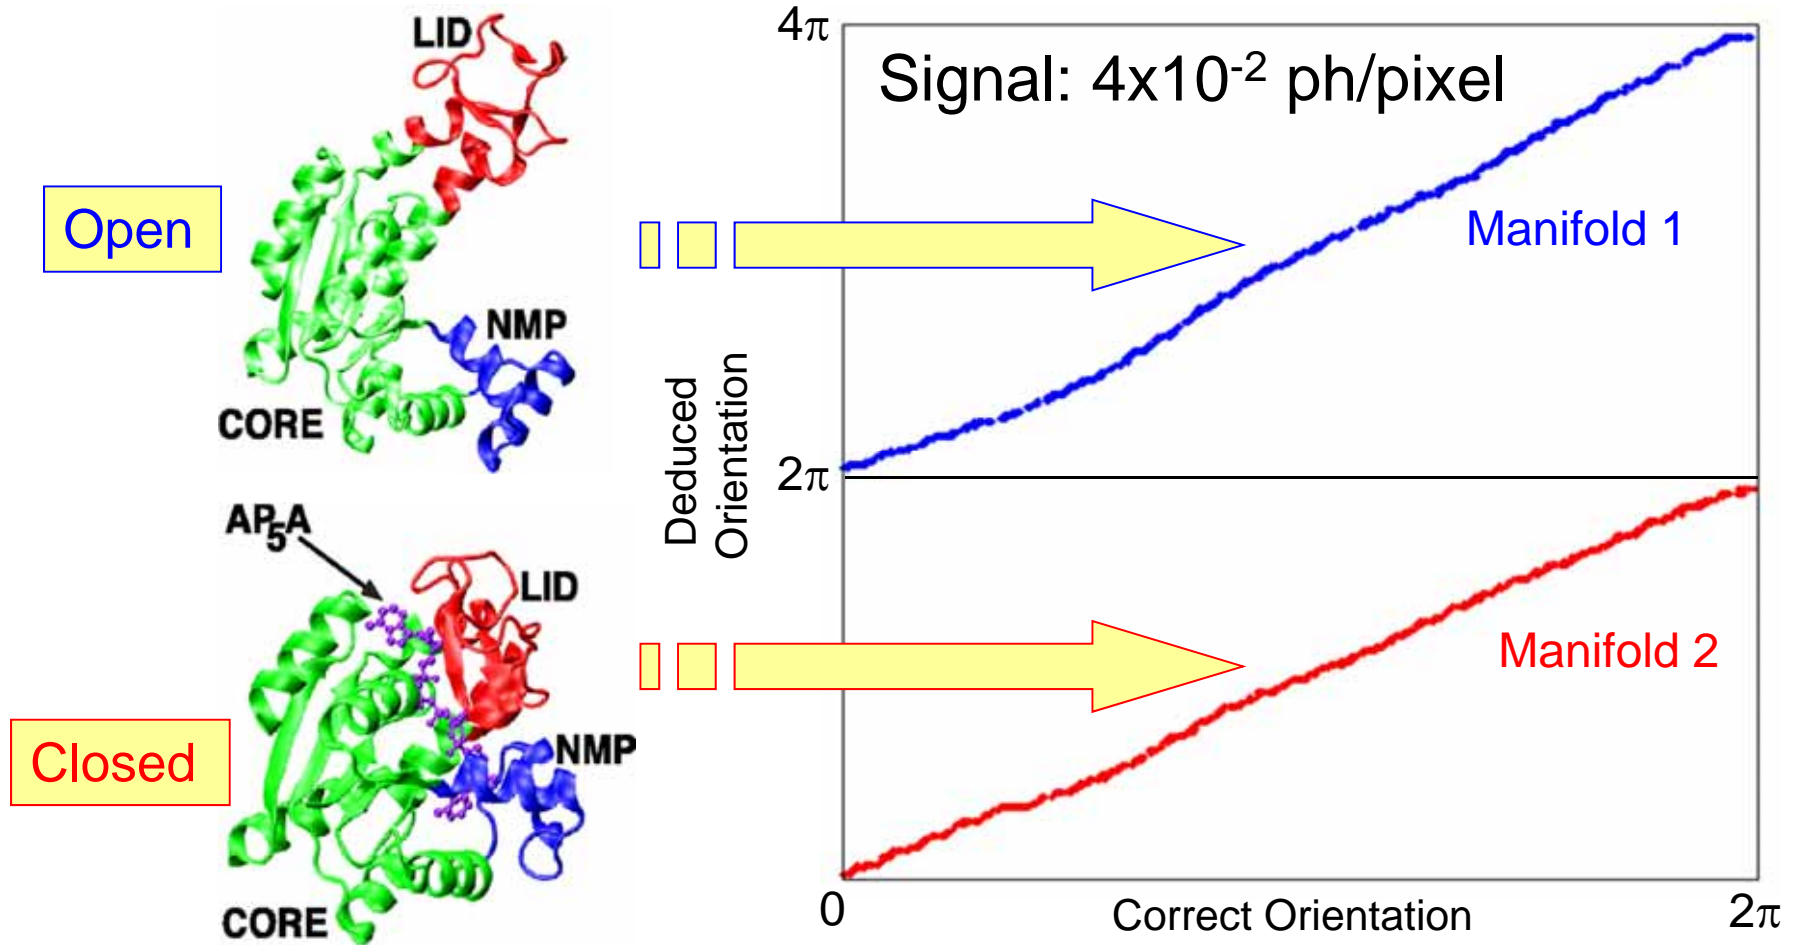 LID
Open
NMP
CORE
AP5A
LID
Closed
NMP
CORE
4π
Signal: 4x10⁻² ph/pixel
Manifold 1
Deduced
Orientation
2π
Manifold 2
0
Correct Orientation
2π